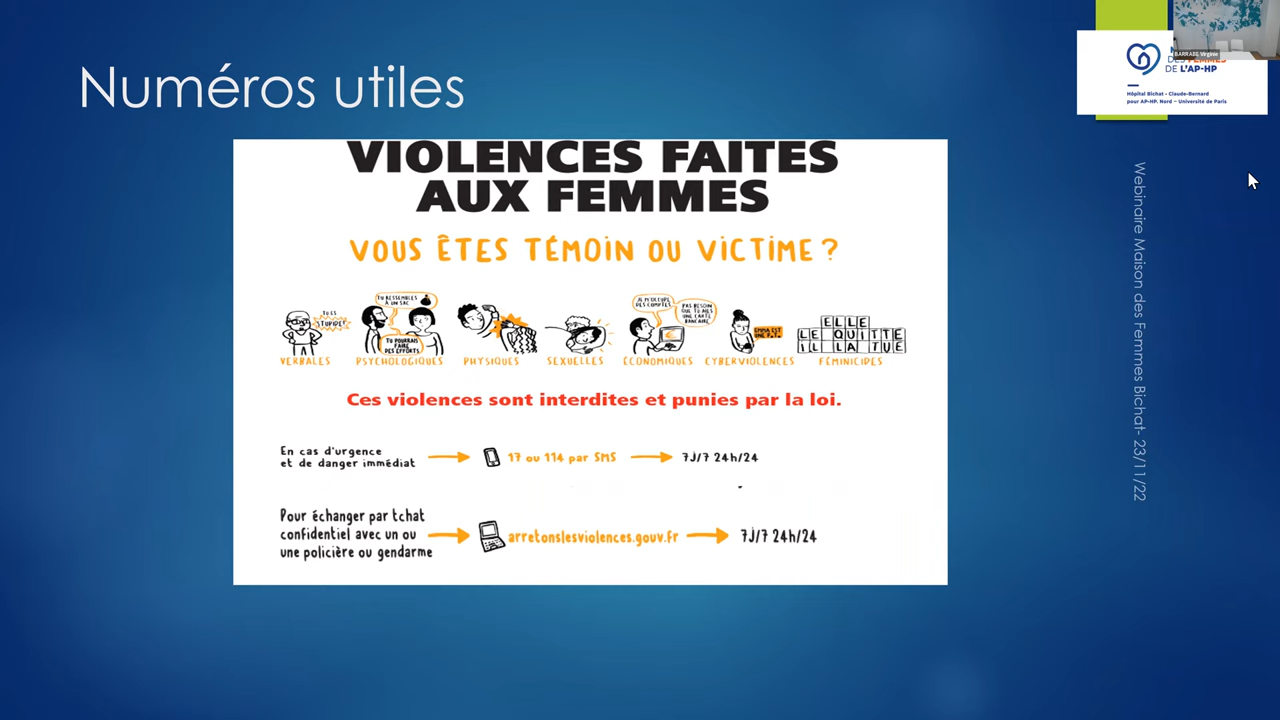 Numéros utiles
BARRABE Virginie
DES FEMMES
DE L'AP-HP
Hôpital Bichat - Claude-Bernard
pour AP-HP. Nord - Université de Paris
Webinaire Maison des Femmes Bichat- 23/11/22
VIOLENCES FAITES
AUX FEMMES
VOUS ÊTES TÉMOIN OU VICTIME ?
TU ES
STUPIDE!
TU RESSEMBLES
À UN SAC
TU POURRAIS
FAIRE
DES EFFORTS
JE M'OCCUPE
DES COMPTES
PAS BESOIN
QUE TU AIES
UNE CARTE
BANCAIRE
EMMA EST
UNE P.T.
ELLE
LE QUITTE
IL LA TUE
VERBALES
PSYCHOLOGIQUES
PHYSIQUES
SEXUELLES
ÉCONOMIQUES
CYBERVIOLENCES
FÉMINICIDES
Ces violences sont interdites et punies par la loi.
En cas d'urgence
et de danger immédiat
17 ou 114 par SMS
7J/7 24h/24
Pour échanger par tchat
confidentiel avec un ou
une policière ou gendarme
arretonslesviolences.gouv.fr
7J/7 24h/24